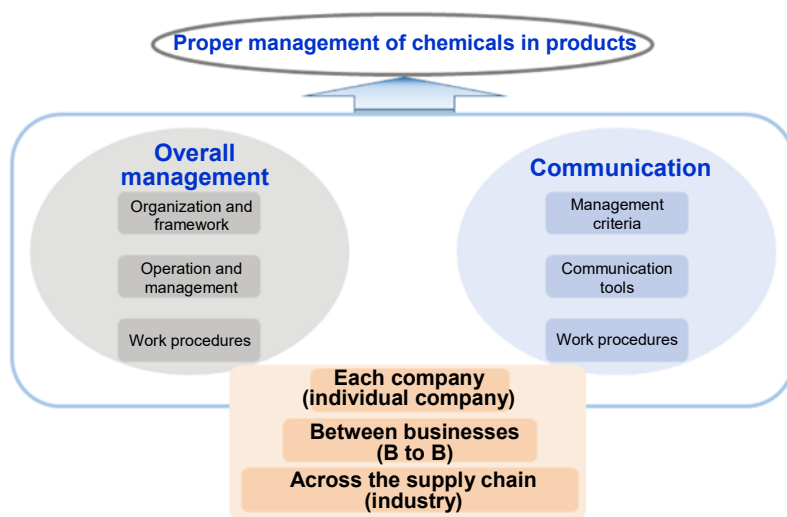 Proper management of chemicals in products
Overall
management
Organization and
framework
Operation and
management
Work procedures
Communication
Management
criteria
Communication
tools
Work procedures
Each company
(individual company)
Between businesses
(B to B)
Across the supply chain
(industry)